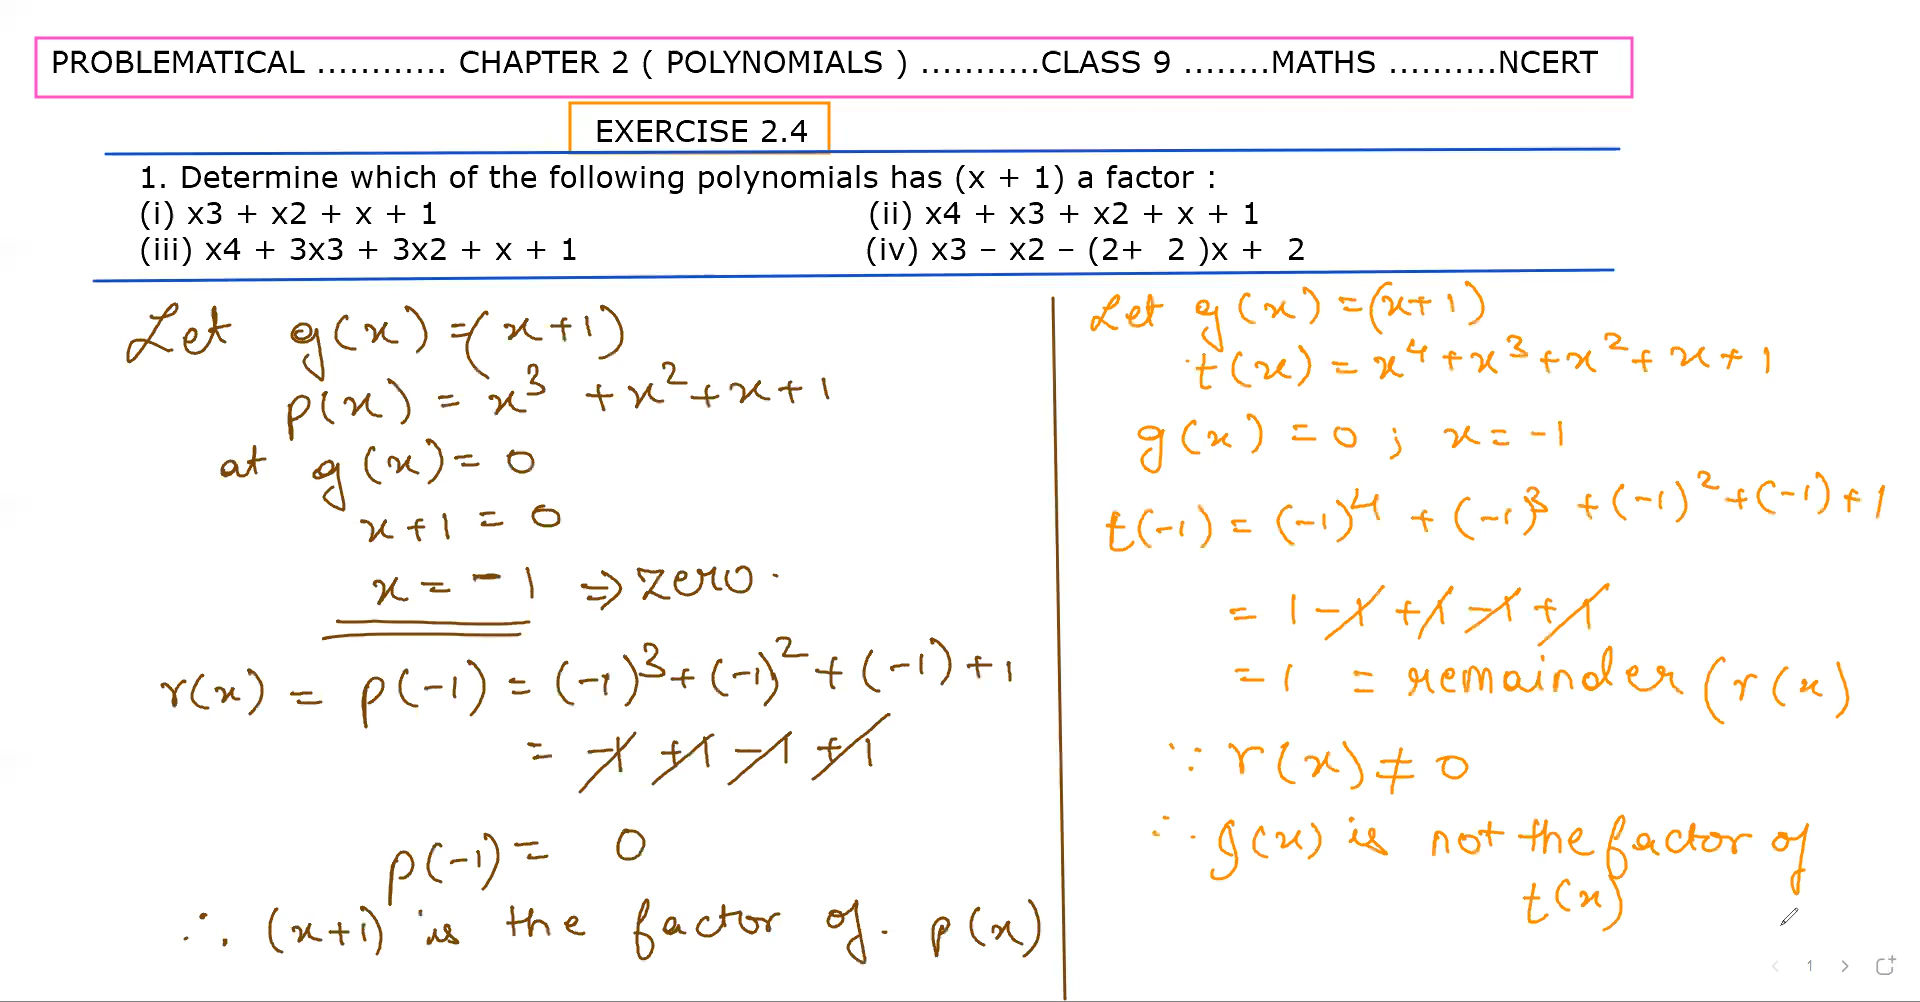 PROBLEMATICAL ............ CHAPTER 2 ( POLYNOMIALS ) ...........CLASS 9 ........MATHS ..........NCERT
EXERCISE 2.4
1. Determine which of the following polynomials has (x + 1) a factor :
(i) x3 + x2 + x + 1 (ii) x4 + x3 + x2 + x + 1
(iii) x4 + 3x3 + 3x2 + x + 1 (iv) x3 – x2 – (2+ 2 )x + 2
Let g(x) = (x+1)
p(x) = x³ + x² + x + 1
at g(x) = 0
x+1 = 0
x = -1 ⇒ zero.
r(x) = p(-1) = (-1)³ + (-1)² + (-1) + 1
= -1 +1 -1 +1
p(-1) = 0
∴ (x+1) is the factor of. p(x)
Let g(x) = (x+1)
t(x) = x⁴ + x³ + x² + x + 1
g(x) = 0 ; x = -1
t(-1) = (-1)⁴ + (-1)³ + (-1)² + (-1) + 1
= 1 -1 +1 -1 +1
= 1 = remainder (r(x)
∵ r(x) ≠ 0
∴ g(x) is not the factor of
t(x)
1